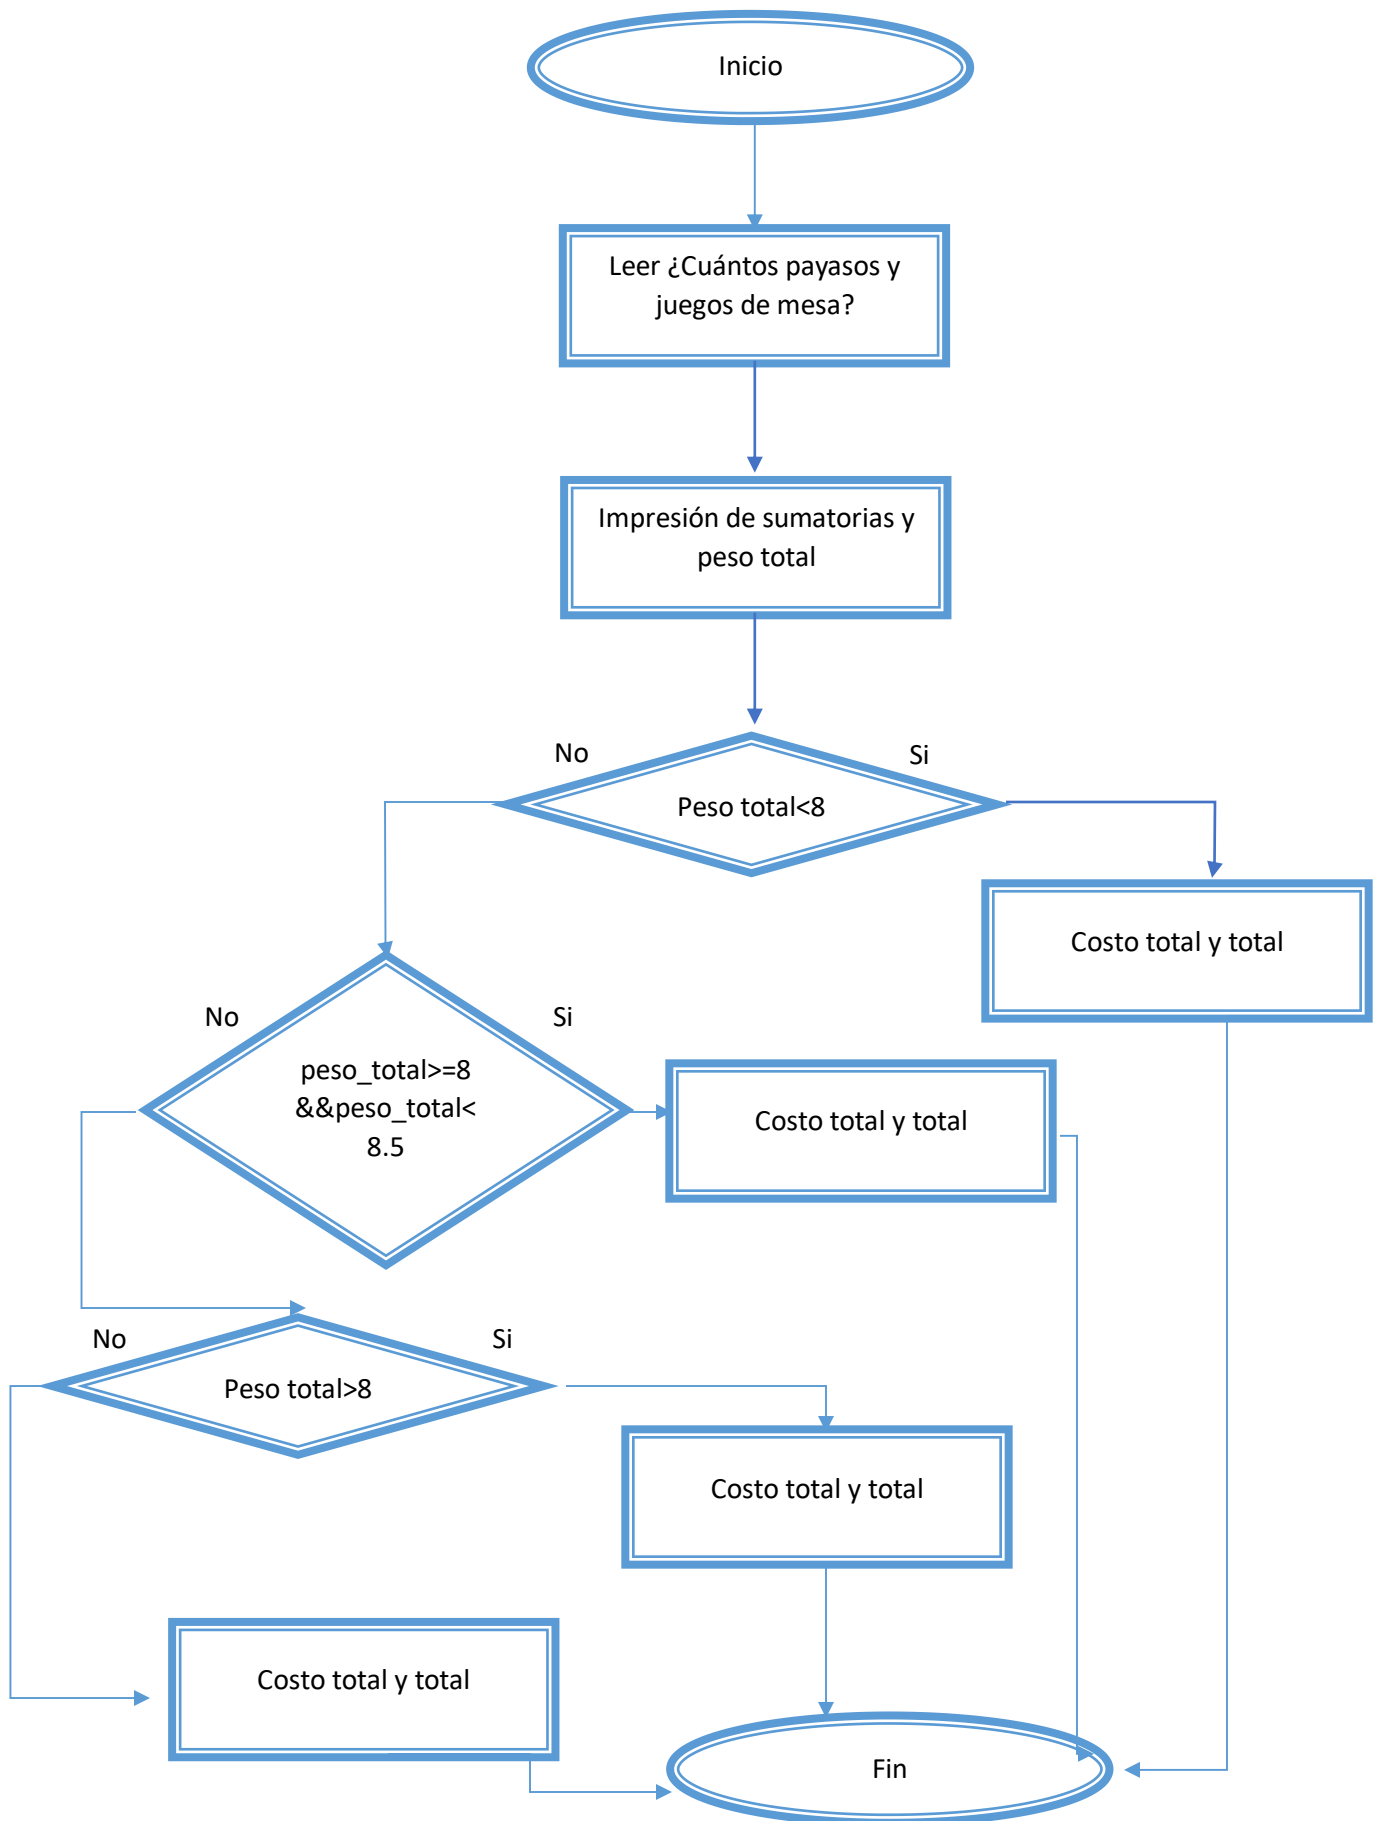 Inicio
Leer ¿Cuántos payasos y
juegos de mesa?
Impresión de sumatorias y
peso total
No
Si
Peso total<8
Costo total y total
No
Si
peso_total>=8
&&peso_total<
8.5
Costo total y total
No
Si
Peso total>8
Costo total y total
Costo total y total
Fin